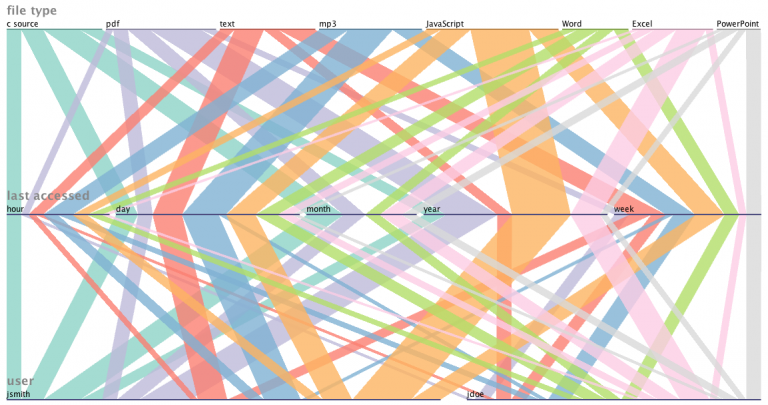 file type
c source pdf text mp3 JavaScript Word Excel PowerPoint
last accessed
hour day month year week
user
jsmith jdoe